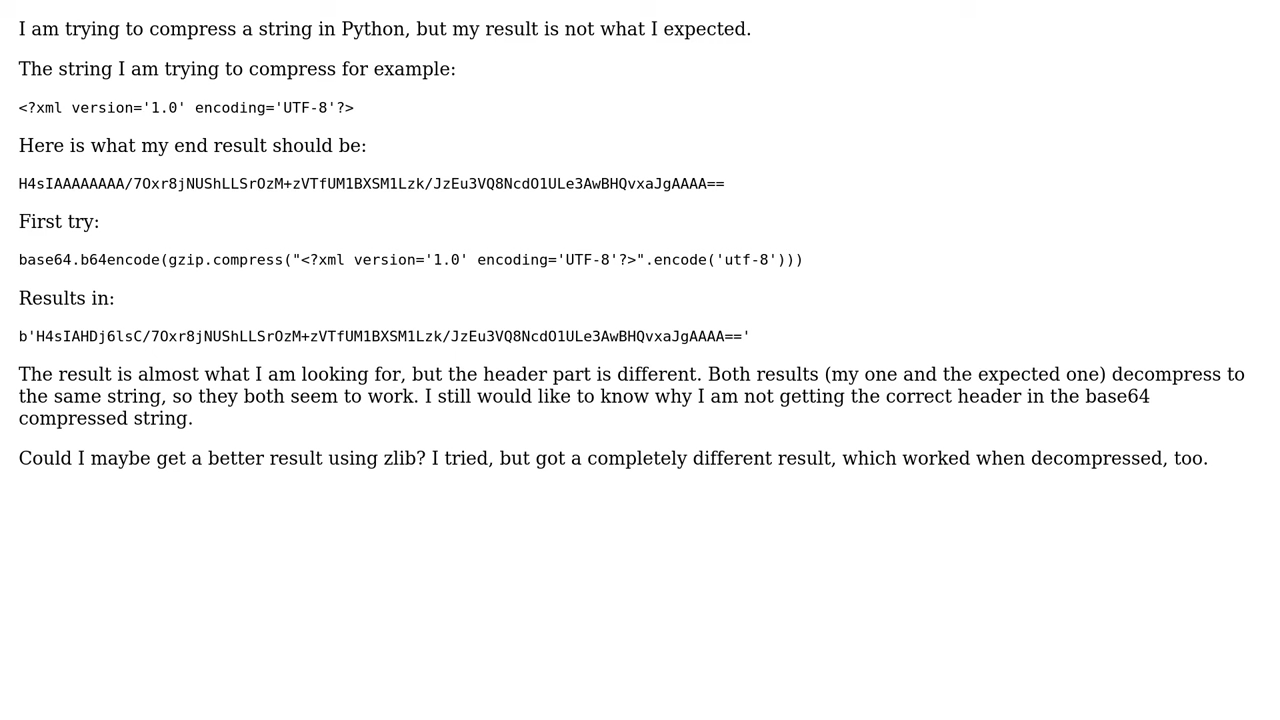 I am trying to compress a string in Python, but my result is not what I expected.
The string I am trying to compress for example:
<?xml version='1.0' encoding='UTF-8'?>
Here is what my end result should be:
H4sIAAAAAAAA/7Oxr8jNUShLLSrOzM+zVTfUM1BXSM1Lzk/JzEu3VQ8NcdO1ULe3AwBHQvxaJgAAAA==
First try:
base64.b64encode(gzip.compress("<?xml version='1.0' encoding='UTF-8'?>".encode('utf-8')))
Results in:
b'H4sIAHDj6lsC/7Oxr8jNUShLLSrOzM+zVTfUM1BXSM1Lzk/JzEu3VQ8NcdO1ULe3AwBHQvxaJgAAAA=='
The result is almost what I am looking for, but the header part is different. Both results (my one and the expected one) decompress to
the same string, so they both seem to work. I still would like to know why I am not getting the correct header in the base64
compressed string.
Could I maybe get a better result using zlib? I tried, but got a completely different result, which worked when decompressed, too.